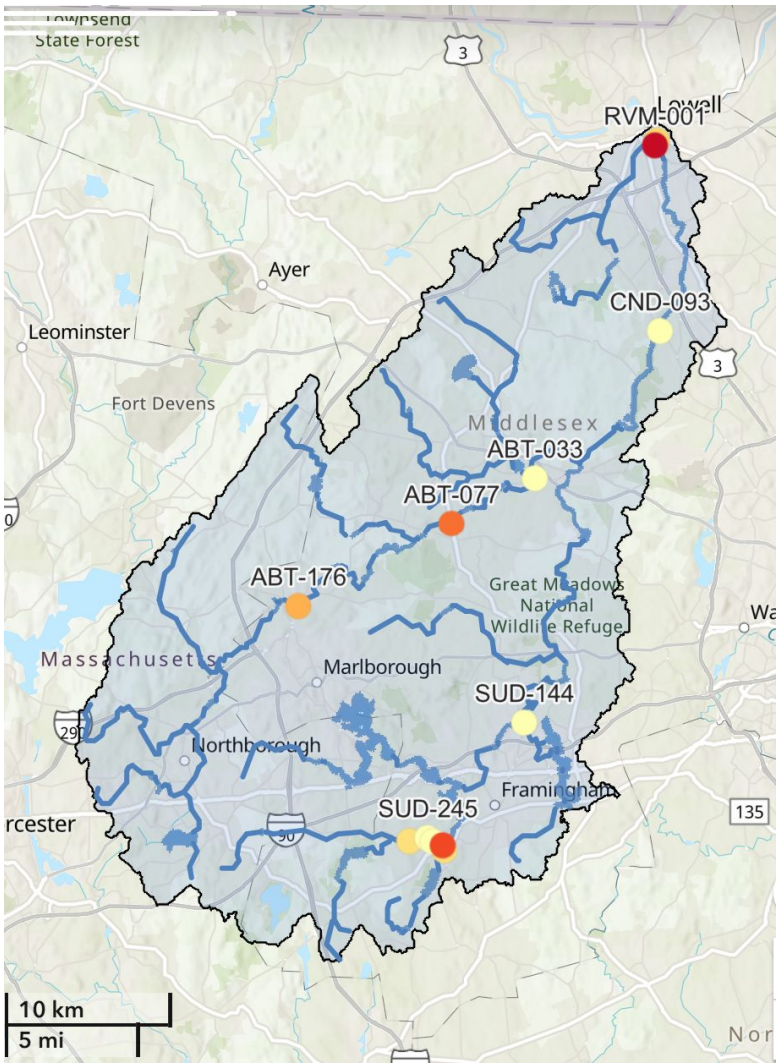 Townsend
State Forest
3
Lowell
RVM-001
Ayer
CND-093
Leominster
3
Fort Devens
Middlesex
ABT-033
ABT-077
0
ABT-176
Great Meadows
National
Wildlife Refuge
Wa
Massachusetts
Marlborough
SUD-144
290
Northborough
Framingham
SUD-245
rcester
90
135
10 km
5 mi
Nor